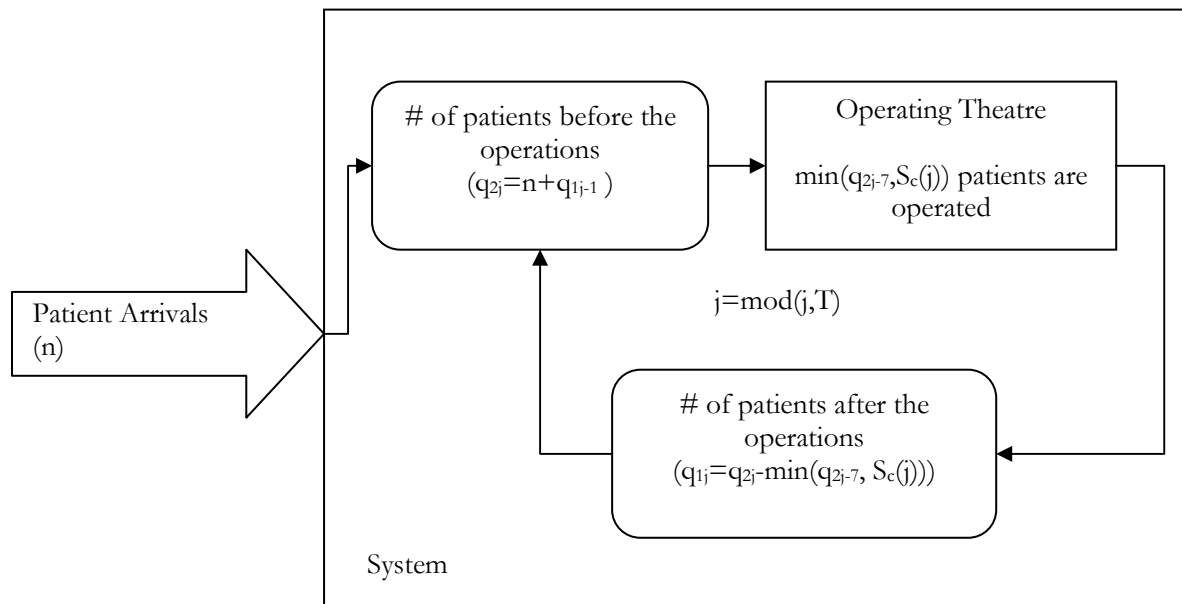 # of patients before the
operations
(q2j=n+q1j-1 )
Operating Theatre
min(q2j-7,Sc(j)) patients are
operated
Patient Arrivals
(n)
j=mod(j,T)
# of patients after the
operations
(q1j=q2j-min(q2j-7, Sc(j)))
System